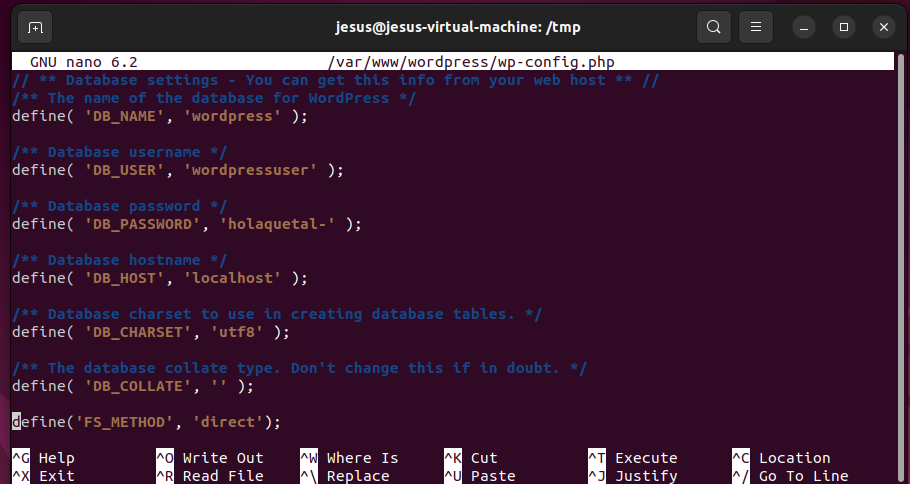 jesus@jesus-virtual-machine: /tmp
GNU nano 6.2 /var/www/wordpress/wp-config.php
// ** Database settings - You can get this info from your web host ** //
/** The name of the database for WordPress */
define( 'DB_NAME', 'wordpress' );
/** Database username */
define( 'DB_USER', 'wordpressuser' );
/** Database password */
define( 'DB_PASSWORD', 'holaquetal-' );
/** Database hostname */
define( 'DB_HOST', 'localhost' );
/** Database charset to use in creating database tables. */
define( 'DB_CHARSET', 'utf8' );
/** The database collate type. Don't change this if in doubt. */
define( 'DB_COLLATE', '' );
define('FS_METHOD', 'direct');
^G Help ^O Write Out ^W Where Is ^K Cut ^T Execute ^C Location
^X Exit ^R Read File ^\ Replace ^U Paste ^J Justify ^/ Go To Line